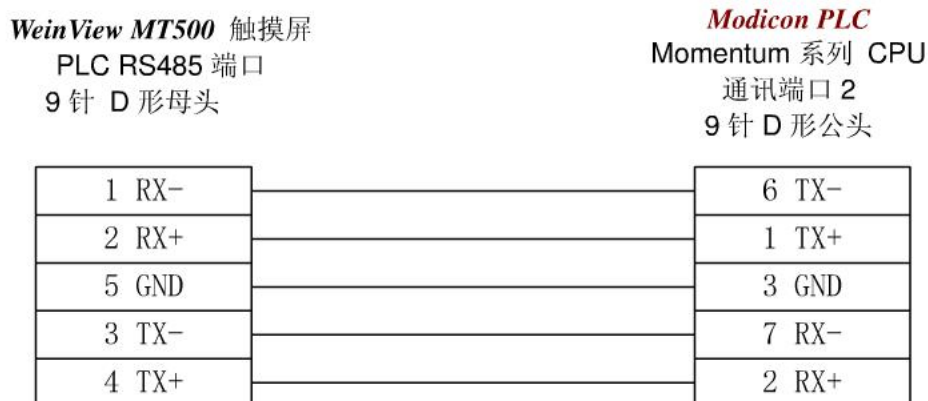 WeinView MT500 触摸屏
PLC RS485 端口
9 针 D 形母头
Modicon PLC
Momentum 系列 CPU
通讯端口 2
9 针 D 形公头
1 RX- 6 TX-
2 RX+ 1 TX+
5 GND 3 GND
3 TX- 7 RX-
4 TX+ 2 RX+